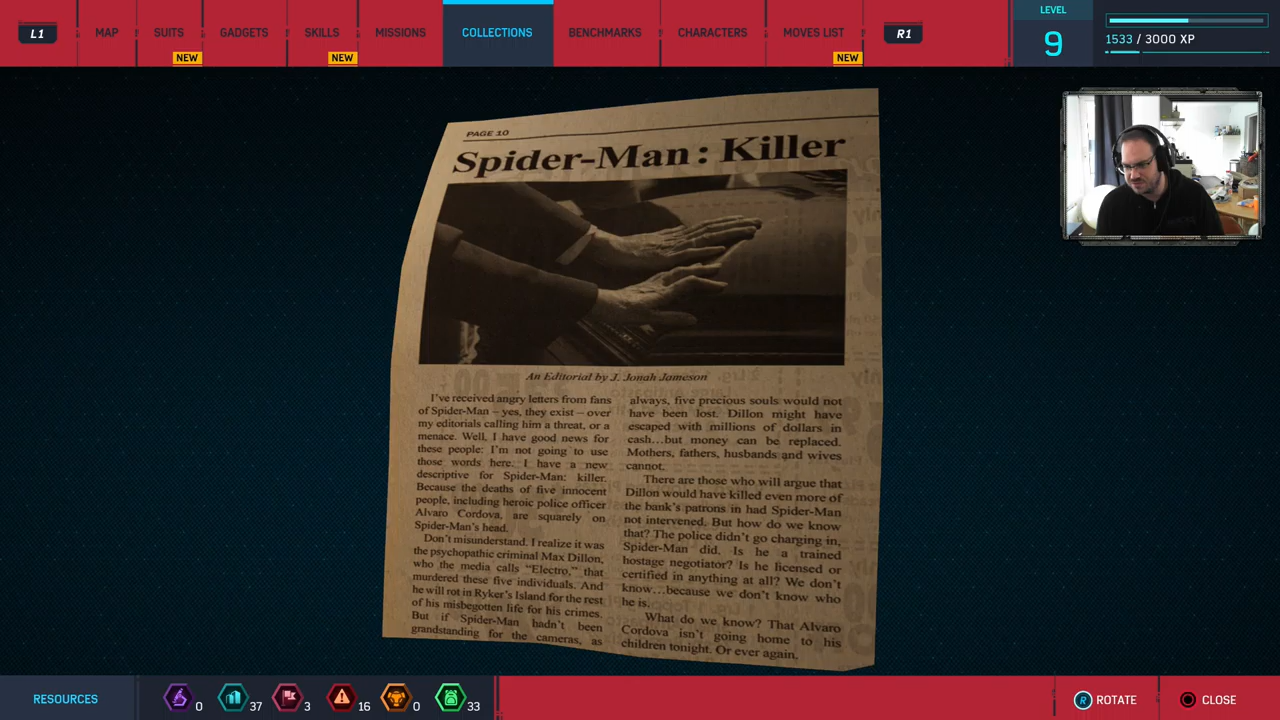 L1
MAP
SUITS
NEW
GADGETS
SKILLS
NEW
MISSIONS
COLLECTIONS
BENCHMARKS
CHARACTERS
MOVES LIST
NEW
R1
LEVEL
9
1533 / 3000 XP
PAGE 10
Spider-Man : Killer
An Editorial by J. Jonah Jameson
I've received angry letters from fans
of Spider-Man – yes, they exist – over
my editorials calling him a threat, or a
menace. Well, I have good news for
these people: I'm not going to use
those words here. I have a new
descriptive for Spider-Man: killer.
Because the deaths of five innocent
people, including heroic police officer
Alvaro Cordova, are squarely on
Spider-Man's head.
Don't misunderstand. I realize it was
the psychopathic criminal Max Dillon,
who the media calls "Electro," that
murdered these five individuals. And
he will rot in Ryker's Island for the rest
of his misbegotten life for his crimes.
But if Spider-Man hadn't been
grandstanding for the cameras, as
always, five precious souls would not
have been lost. Dillon might have
escaped with millions of dollars in
cash...but money can be replaced.
Mothers, fathers, husbands and wives
cannot.
There are those who will argue that
Dillon would have killed even more of
the bank's patrons in had Spider-Man
not intervened. But how do we know
that? The police didn't go charging in,
Spider-Man did. Is he a trained
hostage negotiator? Is he licensed or
certified in anything at all? We don't
know...because we don't know who
he is.
What do we know? That Alvaro
Cordova isn't going home to his
children tonight. Or ever again.
RESOURCES
0
37
3
16
0
33
R ROTATE
CLOSE